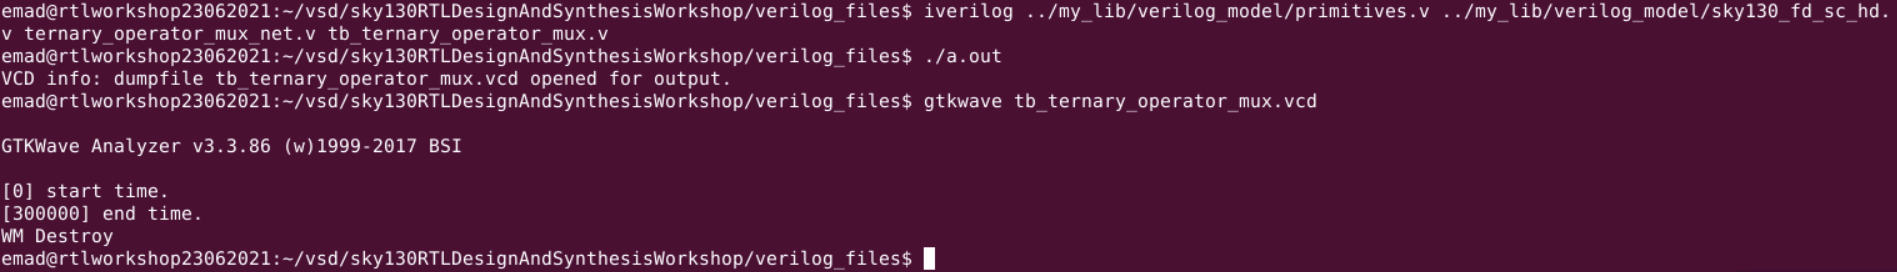 emad@rtlworkshop23062021:~/vsd/sky130RTLDesignAndSynthesisWorkshop/verilog_files$ iverilog ../my_lib/verilog_model/primitives.v ../my_lib/verilog_model/sky130_fd_sc_hd.
v ternary_operator_mux_net.v tb_ternary_operator_mux.v
emad@rtlworkshop23062021:~/vsd/sky130RTLDesignAndSynthesisWorkshop/verilog_files$ ./a.out
VCD info: dumpfile tb_ternary_operator_mux.vcd opened for output.
emad@rtlworkshop23062021:~/vsd/sky130RTLDesignAndSynthesisWorkshop/verilog_files$ gtkwave tb_ternary_operator_mux.vcd
GTKWave Analyzer v3.3.86 (w)1999-2017 BSI
[0] start time.
[300000] end time.
WM Destroy
emad@rtlworkshop23062021:~/vsd/sky130RTLDesignAndSynthesisWorkshop/verilog_files$